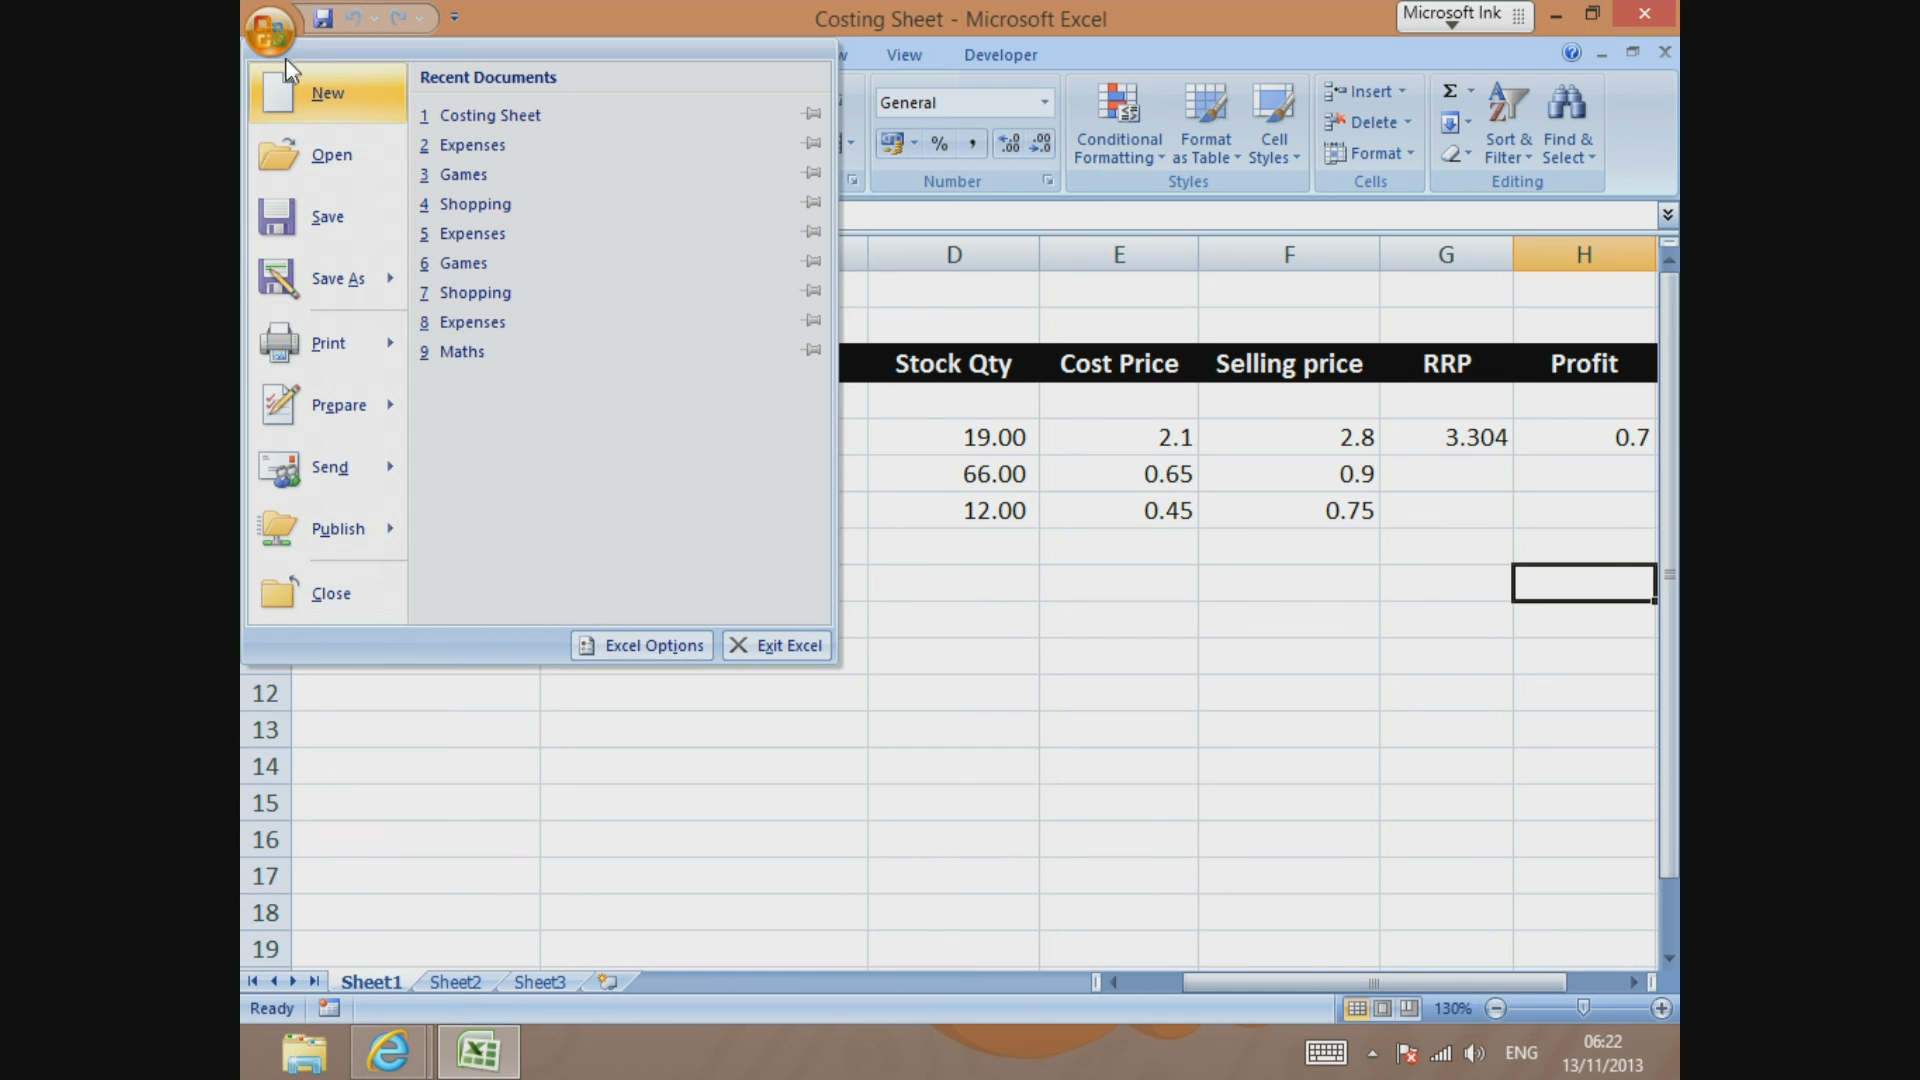 Costing Sheet - Microsoft Excel
Microsoft Ink
View
Developer
New
Open
Save
Save As
Print
Prepare
Send
Publish
Close
Recent Documents
1 Costing Sheet
2 Expenses
3 Games
4 Shopping
5 Expenses
6 Games
7 Shopping
8 Expenses
9 Maths
Excel Options
Exit Excel
General
% , .0 .00 .00 .0
Number
Conditional Formatting
Format as Table
Cell Styles
Styles
Insert
Delete
Format
Cells
Σ
Sort & Filter
Find & Select
Editing
D E F G H
Stock Qty Cost Price Selling price RRP Profit
19.00 2.1 2.8 3.304 0.7
66.00 0.65 0.9
12.00 0.45 0.75
12
13
14
15
16
17
18
19
Sheet1 Sheet2 Sheet3
Ready
130%
ENG
06:22
13/11/2013